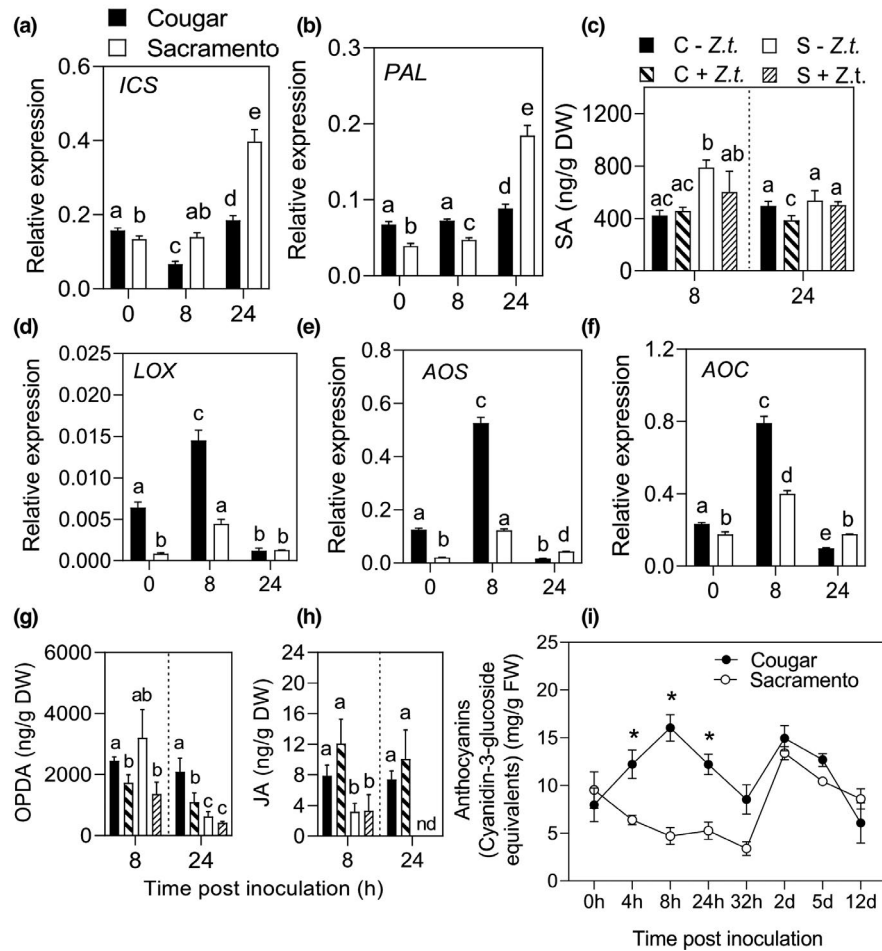 (a)
Cougar
Sacramento
ICS
Relative expression
0.6
0.4
0.2
0.0
a
b
c
ab
d
e
0
8
24
(b)
PAL
Relative expression
0.3
0.2
0.1
0.0
a
b
a
c
d
e
0
8
24
(c)
C - Z.t.
S - Z.t.
C + Z.t.
S + Z.t.
SA (ng/g DW)
1200
800
400
0
ac
ac
b
ab
a
c
a
a
8
24
(d)
LOX
Relative expression
0.025
0.020
0.015
0.010
0.005
0.000
a
b
c
a
b
b
0
8
24
(e)
AOS
Relative expression
0.8
0.6
0.4
0.2
0.0
a
b
c
a
b
d
0
8
24
(f)
AOC
Relative expression
1.2
0.8
0.4
0.0
a
b
c
d
e
b
0
8
24
(g)
OPDA (ng/g DW)
6000
4000
2000
0
a
b
ab
b
a
b
c
c
8
24
(h)
JA (ng/g DW)
24
20
16
12
8
4
0
a
a
b
b
a
a
nd
8
24
Time post inoculation (h)
(i)
Cougar
Sacramento
Anthocyanins
(Cyanidin-3-glucoside
equivalents) (mg/g FW)
25
20
15
10
5
0
*
*
*
0h
4h
8h
24h
32h
2d
5d
12d
Time post inoculation